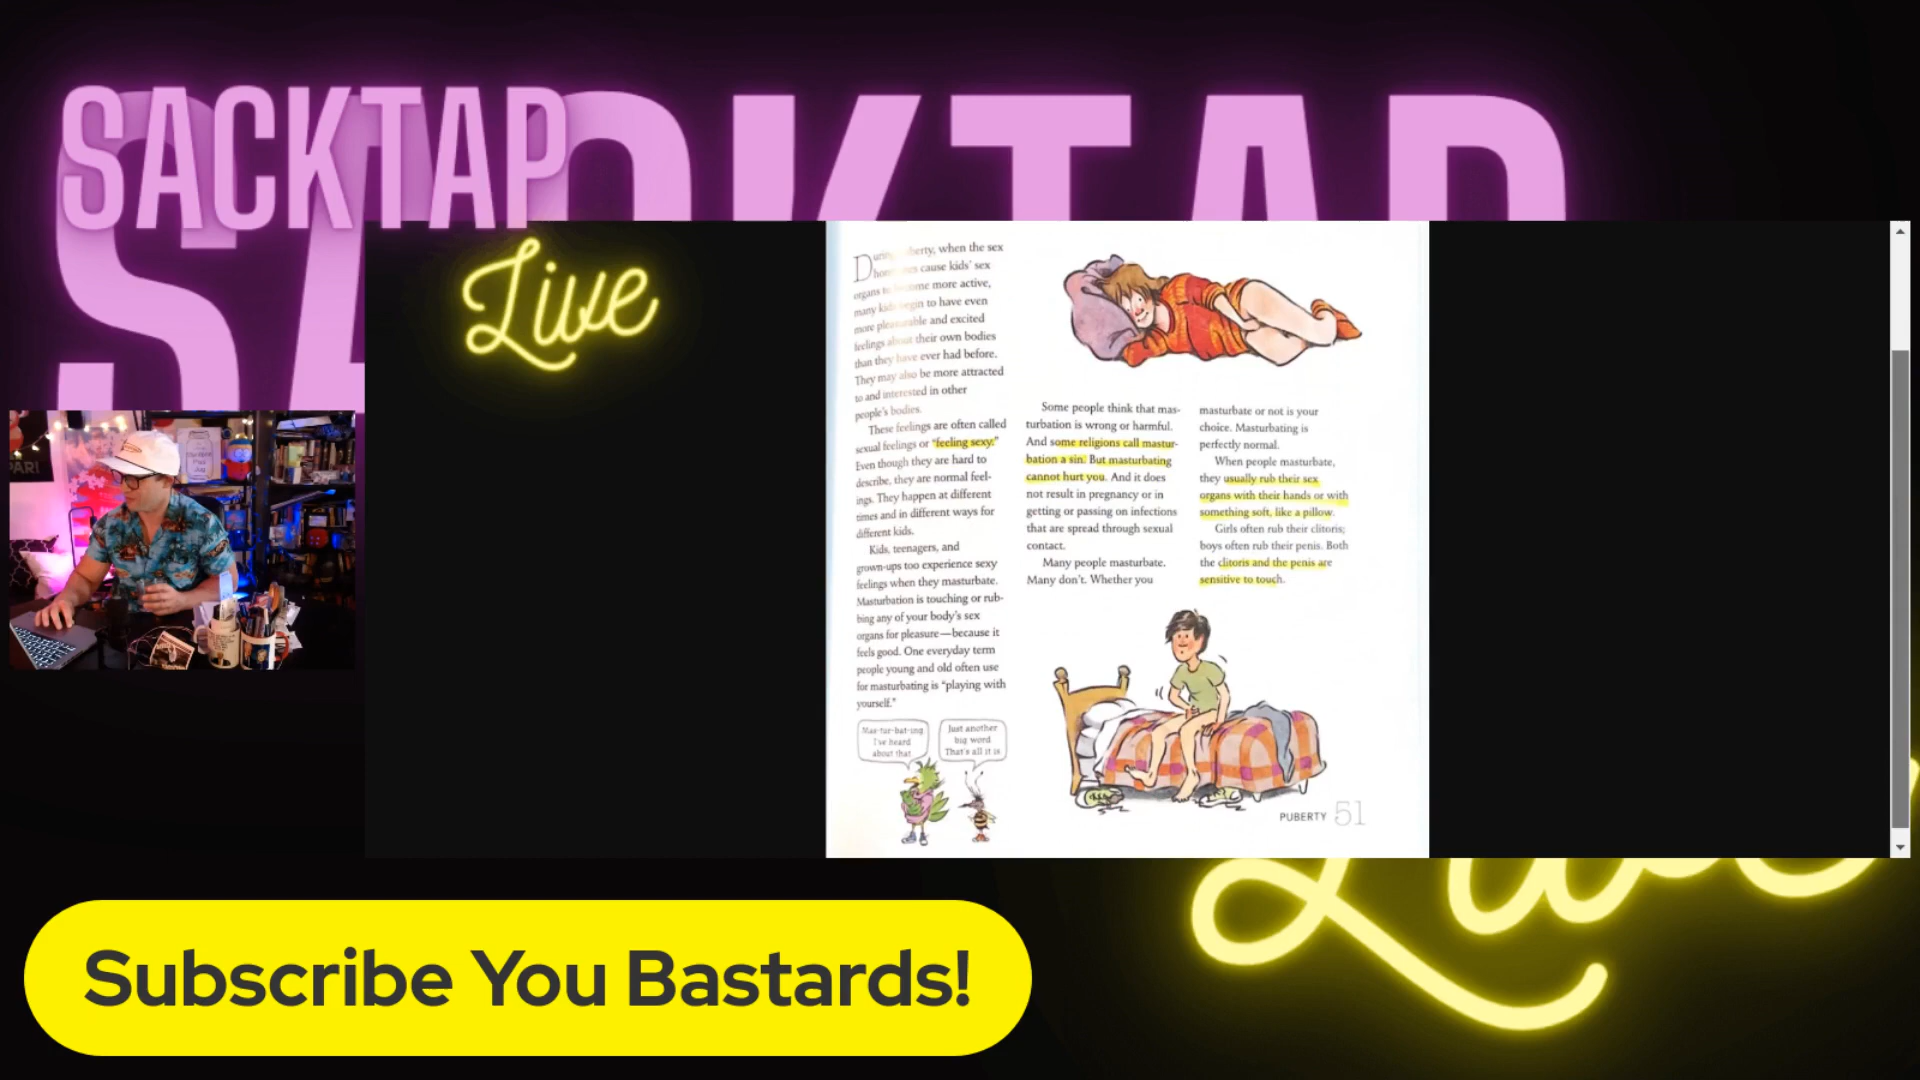 SACKTAP
SACKTAP
Live
During puberty, when the sex
hormones cause kids' sex
organs to become more active,
many kids begin to have even
more pleasurable and excited
feelings about their own bodies
than they have ever had before.
They may also be more attracted
to and interested in other
people's bodies.
These feelings are often called
sexual feelings or "feeling sexy."
Even though they are hard to
describe, they are normal feel-
ings. They happen at different
times and in different ways for
different kids.
Kids, teenagers, and
grown-ups too experience sexy
feelings when they masturbate.
Masturbation is touching or rub-
bing any of your body's sex
organs for pleasure—because it
feels good. One everyday term
people young and old often use
for masturbating is "playing with
yourself."
Mas-tur-bat-ing
I've heard
about that
Just another
big word
That's all it is
Some people think that mas-
turbation is wrong or harmful.
And some religions call mastur-
bation a sin. But masturbating
cannot hurt you. And it does
not result in pregnancy or in
getting or passing on infections
that are spread through sexual
contact.
Many people masturbate.
Many don't. Whether you
masturbate or not is your
choice. Masturbating is
perfectly normal.
When people masturbate,
they usually rub their sex
organs with their hands or with
something soft, like a pillow.
Girls often rub their clitoris;
boys often rub their penis. Both
the clitoris and the penis are
sensitive to touch.
PUBERTY 51
Live
Subscribe You Bastards!